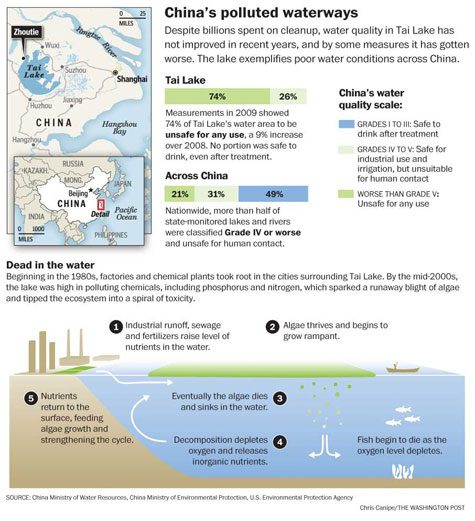 China's polluted waterways
Despite billions spent on cleanup, water quality in Tai Lake has
not improved in recent years, and by some measures it has gotten
worse. The lake exemplifies poor water conditions across China.
0 25
MILES
Zhoutie
Wuxi
Yangtze River
Tai
Lake
Suzhou
Shanghai
Huzhou
Jiaxing
CHINA
Hangzhou
Hangzhou
Bay
RUSSIA
KAZAKH.
MONG.
Beijing
JAPAN
CHINA
Detail
Pacific
Ocean
INDIA
0 1000
MILES
PHILIPPINES
Tai Lake
74% 26%
Measurements in 2009 showed
74% of Tai Lake's water area to be
unsafe for any use, a 9% increase
over 2008. No portion was safe to
drink, even after treatment.
Across China
21% 31% 49%
Nationwide, more than half of
state-monitored lakes and rivers
were classified Grade IV or worse
and unsafe for human contact.
China's water
quality scale:
GRADES I TO III: Safe to
drink after treatment
GRADES IV TO V: Safe for
industrial use and
irrigation, but unsuitable
for human contact
WORSE THAN GRADE V:
Unsafe for any use
Dead in the water
Beginning in the 1980s, factories and chemical plants took root in the cities surrounding Tai Lake. By the mid-2000s,
the lake was high in polluting chemicals, including phosphorus and nitrogen, which sparked a runaway blight of algae
and tipped the ecosystem into a spiral of toxicity.
1 Industrial runoff, sewage
and fertilizers raise level of
nutrients in the water.
2 Algae thrives and begins to
grow rampant.
Eventually the algae dies 3
and sinks in the water.
Decomposition depletes 4
oxygen and releases
inorganic nutrients.
5 Nutrients
return to the
surface, feeding
algae growth and
strengthening the cycle.
Fish begin to die as the
oxygen level depletes.
SOURCE: China Ministry of Water Resources, China Ministry of Environmental Protection, U.S. Environmental Protection Agency
Chris Canipe/THE WASHINGTON POST